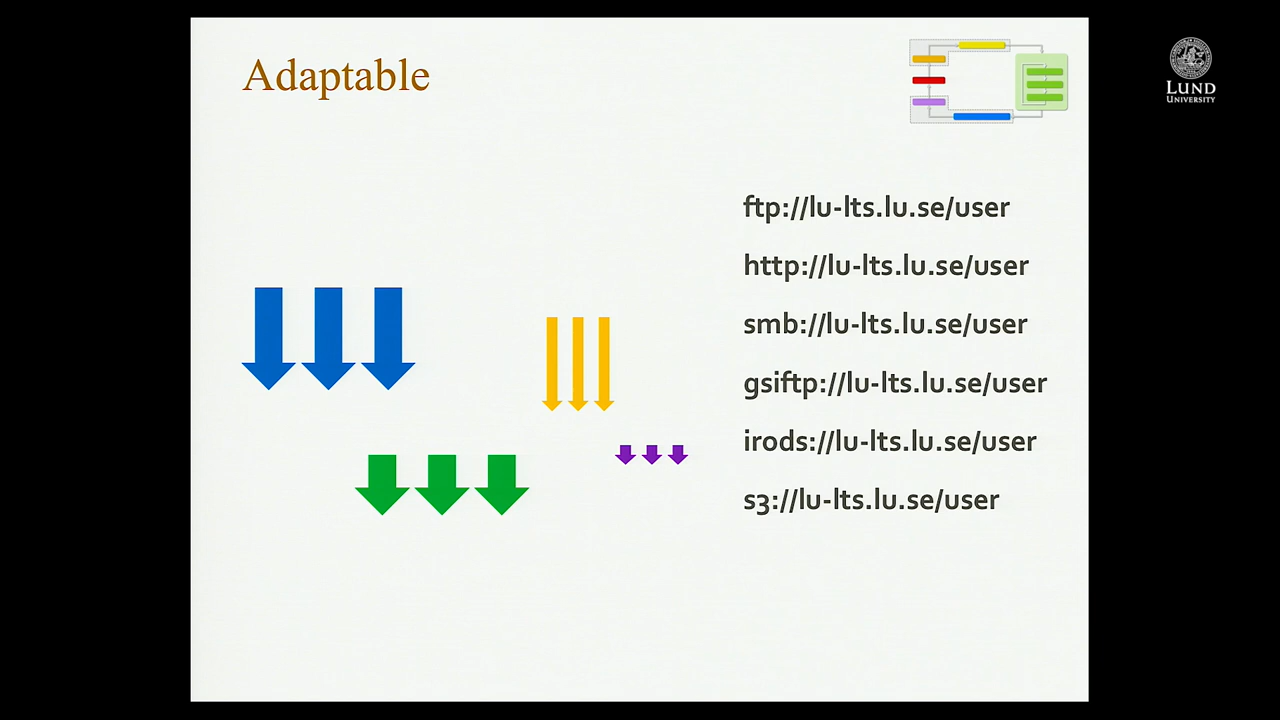 Adaptable
LUND
UNIVERSITY
ftp://lu-lts.lu.se/user
http://lu-lts.lu.se/user
smb://lu-lts.lu.se/user
gsiftp://lu-lts.lu.se/user
irods://lu-lts.lu.se/user
s3://lu-lts.lu.se/user